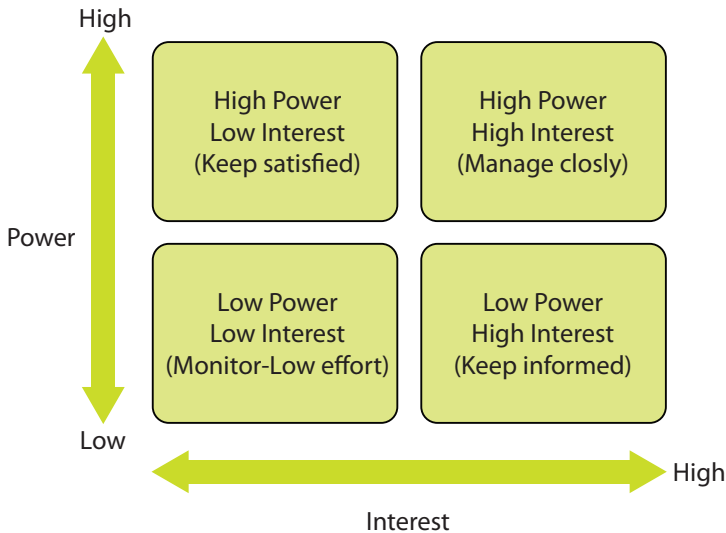 High
High Power
Low Interest
(Keep satisfied)
High Power
High Interest
(Manage closly)
Power
Low Power
Low Interest
(Monitor-Low effort)
Low Power
High Interest
(Keep informed)
Low
High
Interest